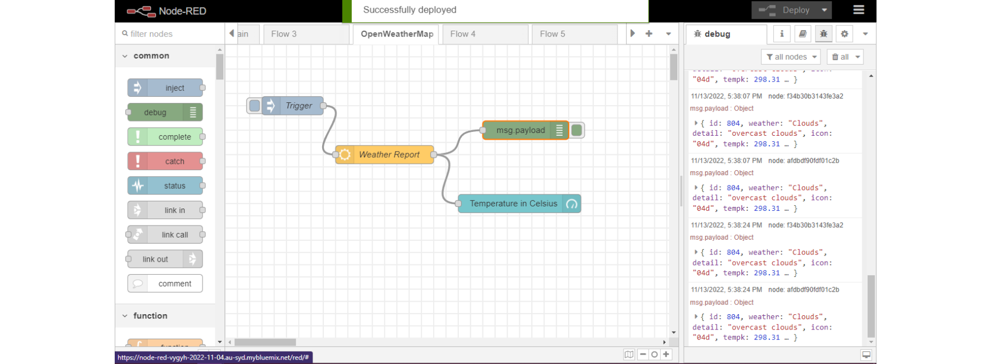 Node-RED
Successfully deployed
Deploy
filter nodes
ain
Flow 3
OpenWeatherMap
Flow 4
Flow 5
debug
all nodes
all
common
inject
debug
complete
catch
status
link in
link call
link out
comment
function
function
Trigger
Weather Report
msg.payload
Temperature in Celsius
detail: "overcast clouds", icon:
"04d", tempk: 298.31 … }
11/13/2022, 5:38:07 PM node: f34b30b3143fe3a2
msg.payload : Object
{ id: 804, weather: "Clouds",
detail: "overcast clouds", icon:
"04d", tempk: 298.31 … }
11/13/2022, 5:38:07 PM node: afdbdf90fdf01c2b
msg.payload : Object
{ id: 804, weather: "Clouds",
detail: "overcast clouds", icon:
"04d", tempk: 298.31 … }
11/13/2022, 5:38:24 PM node: f34b30b3143fe3a2
msg.payload : Object
{ id: 804, weather: "Clouds",
detail: "overcast clouds", icon:
"04d", tempk: 298.31 … }
11/13/2022, 5:38:24 PM node: afdbdf90fdf01c2b
msg.payload : Object
{ id: 804, weather: "Clouds",
detail: "overcast clouds", icon:
"04d", tempk: 298.31 … }
https://node-red-vygyh-2022-11-04.au-syd.mybluemix.net/red/#